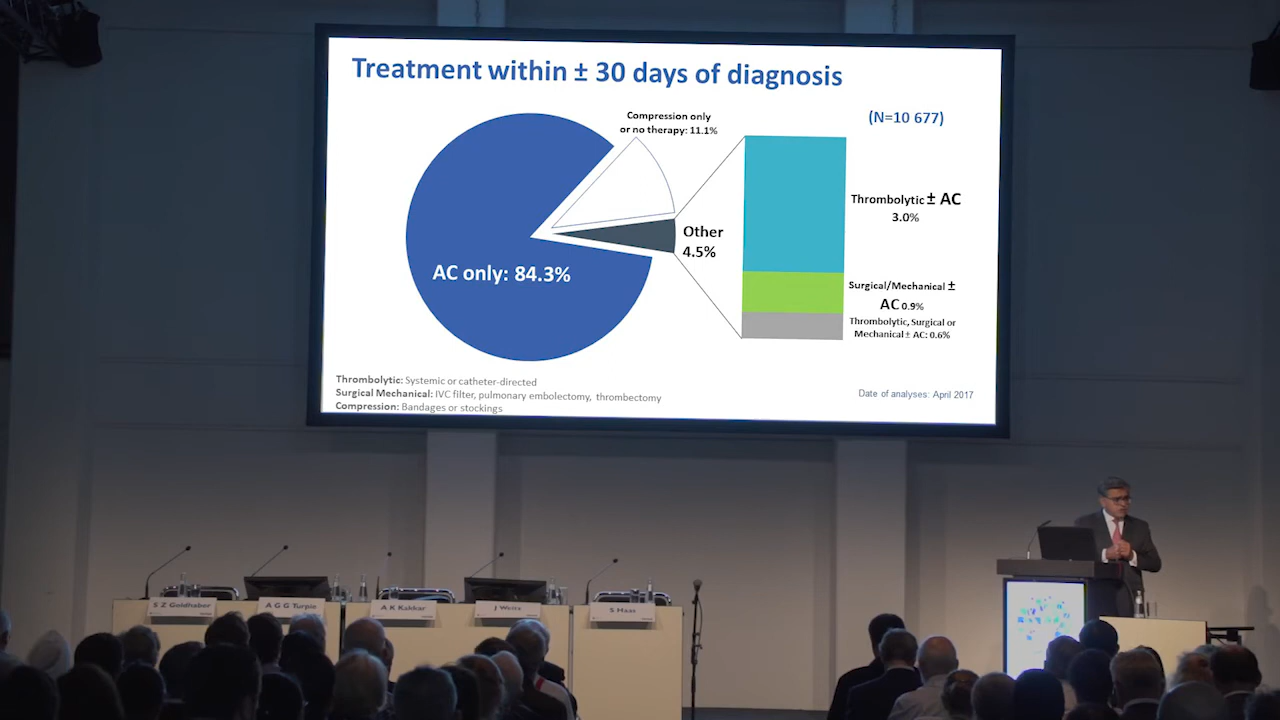 Treatment within ± 30 days of diagnosis
(N=10 677)
Compression only
or no therapy: 11.1%
AC only: 84.3%
Other
4.5%
Thrombolytic ± AC
3.0%
Surgical/Mechanical ±
AC 0.9%
Thrombolytic, Surgical or
Mechanical ± AC: 0.6%
Thrombolytic: Systemic or catheter-directed
Surgical Mechanical: IVC filter, pulmonary embolectomy, thrombectomy
Compression: Bandages or stockings
Date of analyses: April 2017
S Z Goldhaber
A G G Turpie
A K Kakkar
J Weitz
S Haas